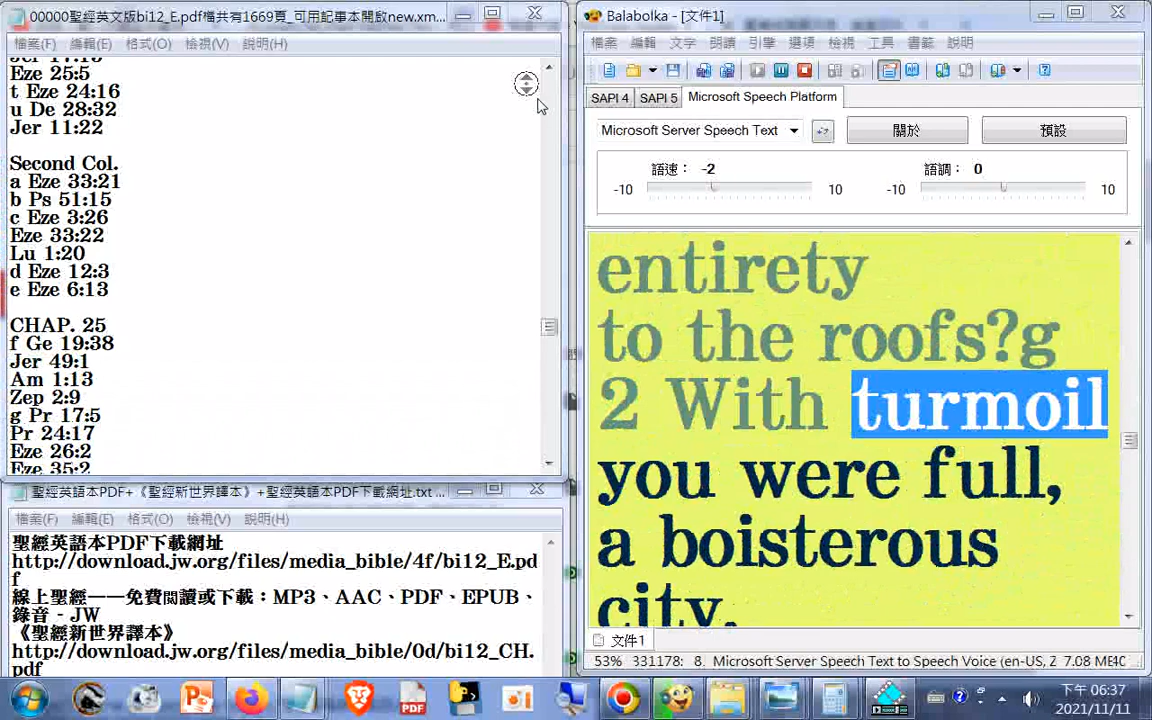 00000聖經英文版bi12_E.pdf檔共有1669頁_可用記事本開啟new.xm...
檔案(F) 編輯(E) 格式(O) 檢視(V) 說明(H)
Eze 25:5
t Eze 24:16
u De 28:32
Jer 11:22
Second Col.
a Eze 33:21
b Ps 51:15
c Eze 3:26
Eze 33:22
Lu 1:20
d Eze 12:3
e Eze 6:13
CHAP. 25
f Ge 19:38
Jer 49:1
Am 1:13
Zep 2:9
g Pr 17:5
Pr 24:17
Eze 26:2
Eze 35:2
聖經英語本PDF+《聖經新世界譯本》+聖經英語本PDF下載網址.txt ...
檔案(F) 編輯(E) 格式(O) 檢視(V) 說明(H)
聖經英語本PDF下載網址
http://download.jw.org/files/media_bible/4f/bi12_E.pd
f
線上聖經——免費閱讀或下載：MP3、AAC、PDF、EPUB、
錄音 - JW
《聖經新世界譯本》
http://download.jw.org/files/media_bible/0d/bi12_CH.
pdf
Balabolka - [文件1]
檔案 編輯 文字 朗讀 引擎 選項 檢視 工具 書籤 說明
SAPI 4 SAPI 5 Microsoft Speech Platform
Microsoft Server Speech Text 關於 預設
語速： -2 語調： 0
-10 10 -10 10
entirety
to the roofs?g
2 With turmoil
you were full,
a boisterous
city.
文件1
53% 331178: 8. Microsoft Server Speech Text to Speech Voice (en-US, Z 7.08 ME4C
下午 06:37
2021/11/11